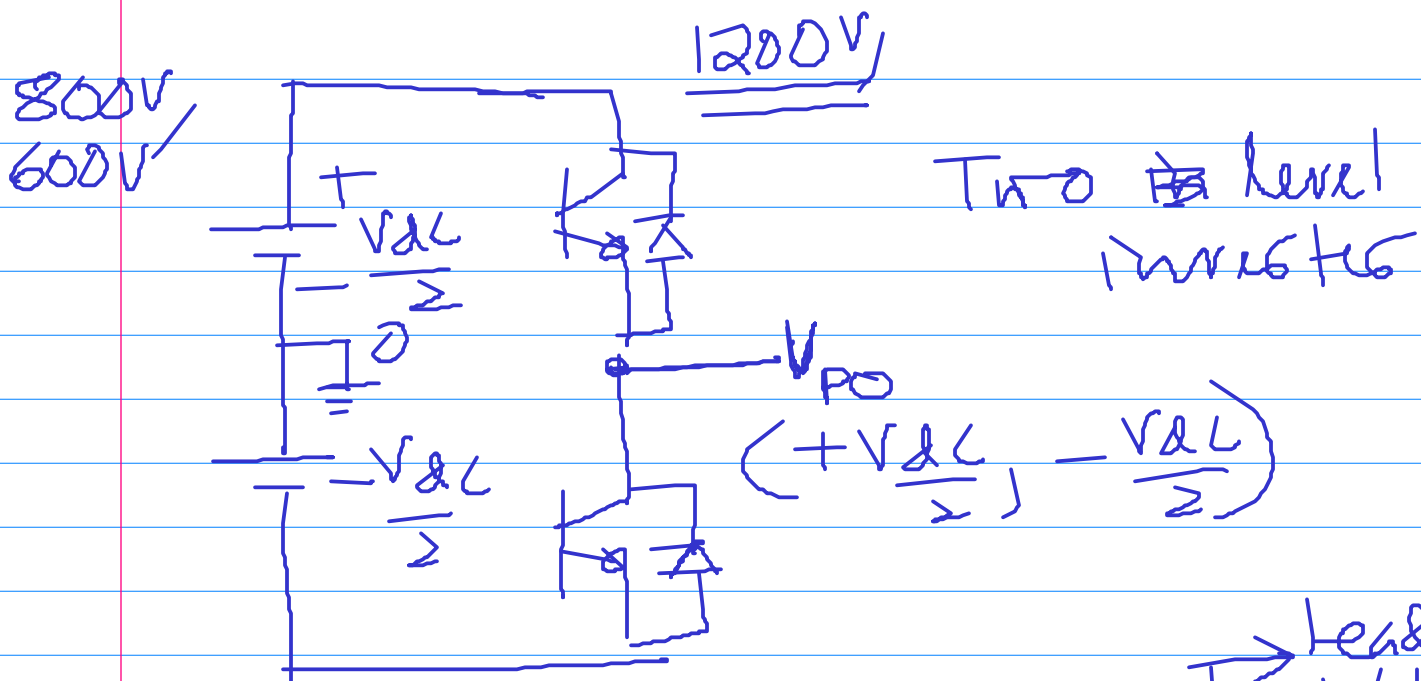 1200V
800V
600V
Two level
inverter
+
Vdc
2
-
0
Vpo
(+Vdc/2, -Vdc/2)
-Vdc
2